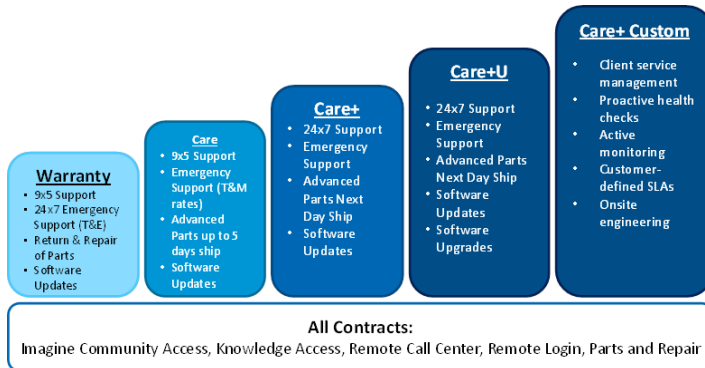 Warranty
• 9x5 Support
• 24x7 Emergency
Support (T&E)
• Return & Repair
of Parts
• Software
Updates
Care
• 9x5 Support
• Emergency
Support (T&M
rates)
• Advanced
Parts up to 5
days ship
• Software
Updates
Care+
• 24x7 Support
• Emergency
Support
• Advanced
Parts Next
Day Ship
• Software
Updates
Care+U
• 24x7 Support
• Emergency
Support
• Advanced Parts
Next Day Ship
• Software
Updates
• Software
Upgrades
Care+ Custom
• Client service
management
• Proactive health
checks
• Active
monitoring
• Customer-
defined SLAs
• Onsite
engineering
All Contracts:
Imagine Community Access, Knowledge Access, Remote Call Center, Remote Login, Parts and Repair